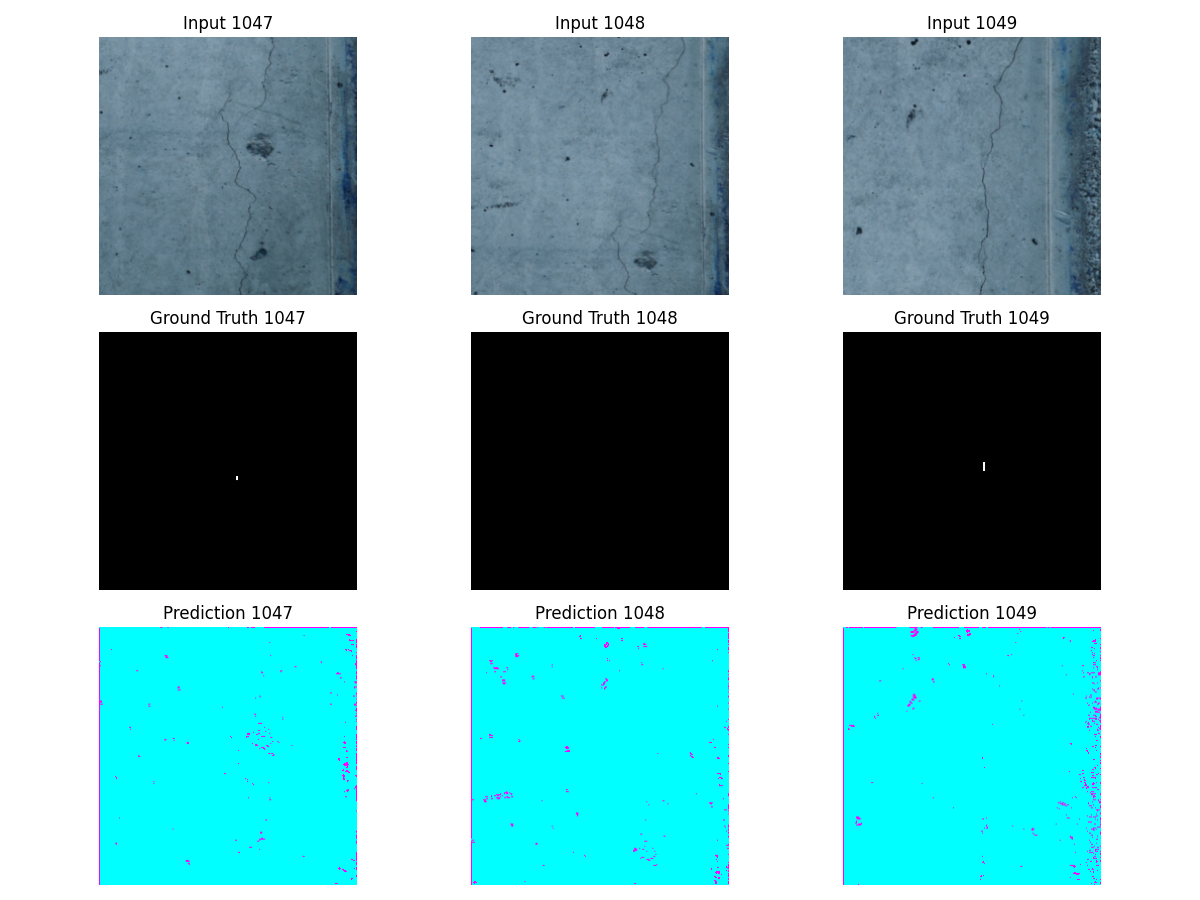 Input 1047
Input 1048
Input 1049
Ground Truth 1047
Ground Truth 1048
Ground Truth 1049
Prediction 1047
Prediction 1048
Prediction 1049